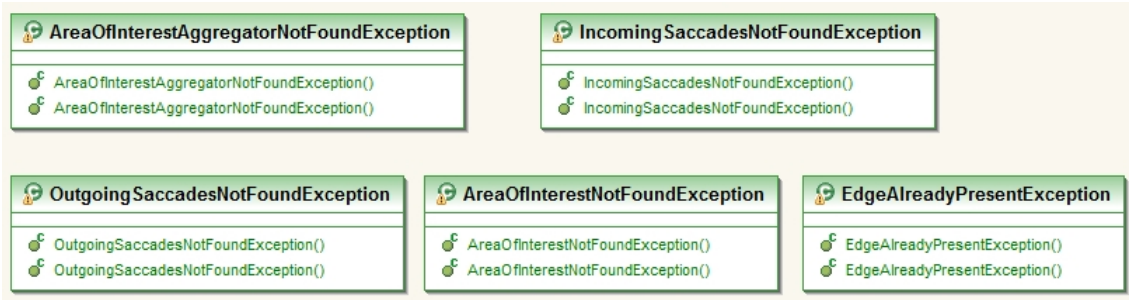 AreaOfInterestAggregatorNotFoundException
AreaOfInterestAggregatorNotFoundException()
AreaOfInterestAggregatorNotFoundException()
IncomingSaccadesNotFoundException
IncomingSaccadesNotFoundException()
IncomingSaccadesNotFoundException()
OutgoingSaccadesNotFoundException
OutgoingSaccadesNotFoundException()
OutgoingSaccadesNotFoundException()
AreaOfInterestNotFoundException
AreaOfInterestNotFoundException()
AreaOfInterestNotFoundException()
EdgeAlreadyPresentException
EdgeAlreadyPresentException()
EdgeAlreadyPresentException()